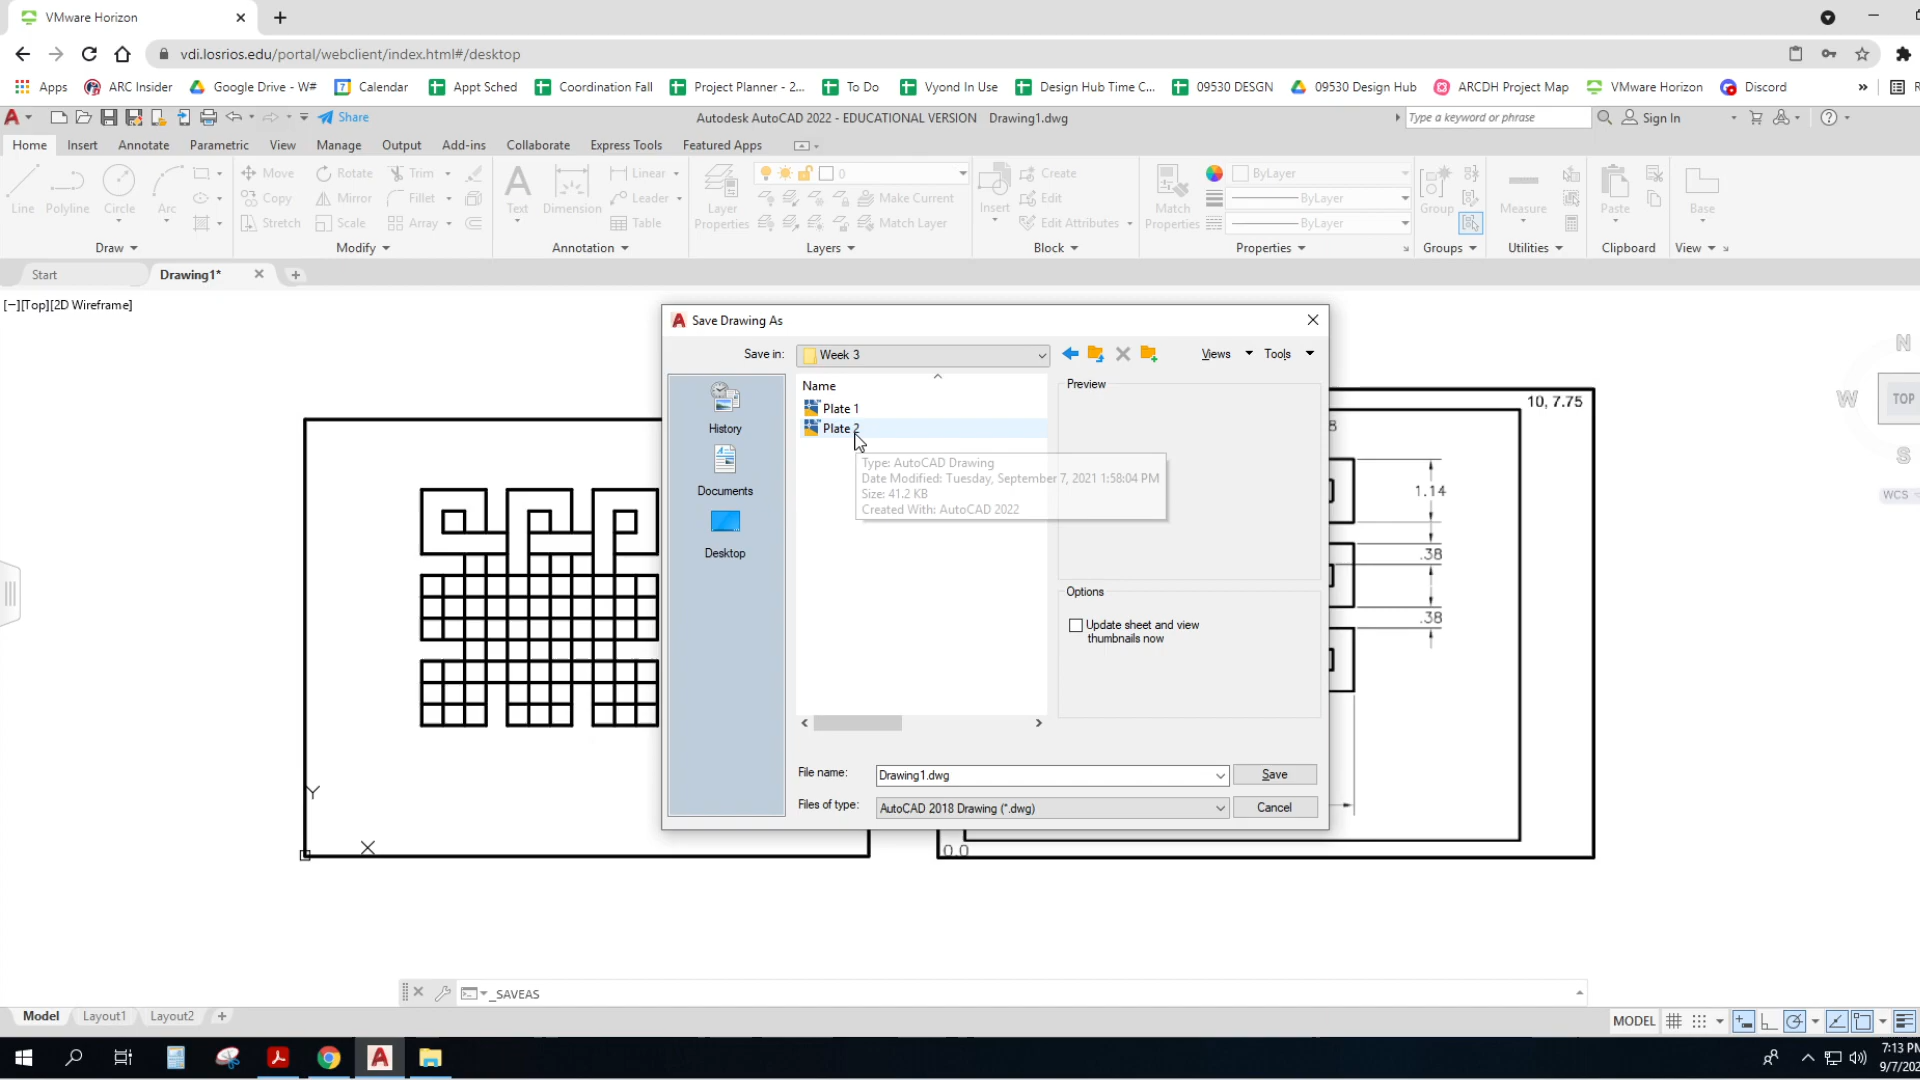 VMware Horizon
vdi.losrios.edu/portal/webclient/index.html#/desktop
Apps ARC Insider Google Drive - W# Calendar Appt Sched Coordination Fall Project Planner - 2... To Do Vyond In Use Design Hub Time C... 09530 DESGN 09530 Design Hub ARCDH Project Map VMware Horizon Discord »
Share Autodesk AutoCAD 2022 - EDUCATIONAL VERSION Drawing1.dwg Type a keyword or phrase Sign In
Home Insert Annotate Parametric View Manage Output Add-ins Collaborate Express Tools Featured Apps
Move Rotate Trim Linear 0 Create ByLayer
Copy Mirror Fillet Leader Make Current Edit ByLayer
Line Polyline Circle Arc Text Dimension Layer Properties Insert Match Properties Group Measure Paste Base
Stretch Scale Array Table Match Layer Edit Attributes ByLayer
Draw Modify Annotation Layers Block Properties Groups Utilities Clipboard View
Start Drawing1*
[−][Top][2D Wireframe]
Save Drawing As
Save in: Week 3 Views Tools
Name Preview
Plate 1
Plate 2
Type: AutoCAD Drawing
Date Modified: Tuesday, September 7, 2021 1:58:04 PM
Size: 41.2 KB
Created With: AutoCAD 2022
History
Documents
Desktop
Options
Update sheet and view
thumbnails now
File name: Drawing1.dwg Save
Files of type: AutoCAD 2018 Drawing (*.dwg) Cancel
10, 7.75
8
1.14
.38
.38
0,0
N
W TOP
S
WCS
Y
X
_SAVEAS
Model Layout1 Layout2 + MODEL
7:13 PM
9/7/202